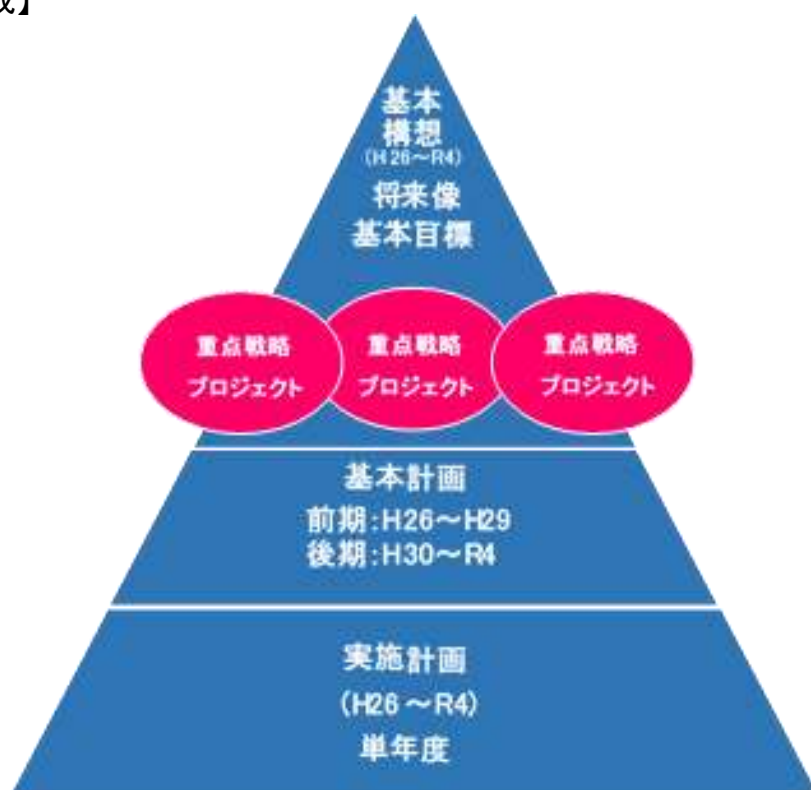 】
基本
構想
(H26～R4)
将来像
基本目標
重点戦略
プロジェクト
重点戦略
プロジェクト
重点戦略
プロジェクト
基本計画
前期:H26～H29
後期:H30～R4
実施計画
(H26～R4)
単年度